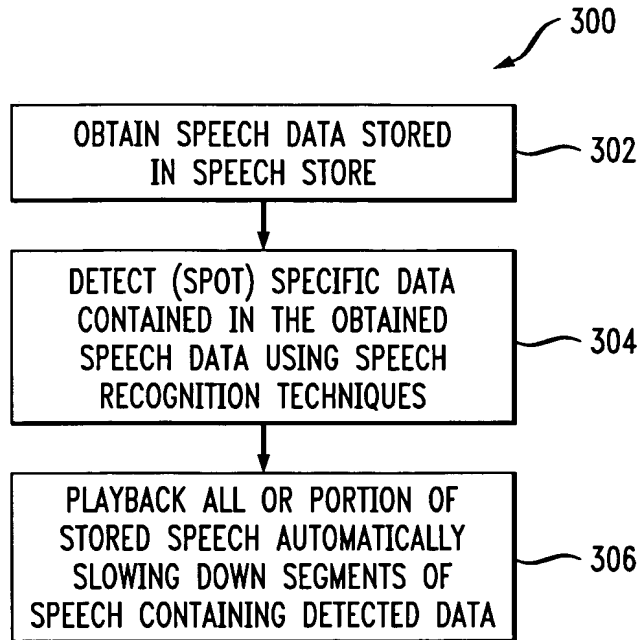 300
OBTAIN SPEECH DATA STORED
IN SPEECH STORE
302
DETECT (SPOT) SPECIFIC DATA
CONTAINED IN THE OBTAINED
SPEECH DATA USING SPEECH
RECOGNITION TECHNIQUES
304
PLAYBACK ALL OR PORTION OF
STORED SPEECH AUTOMATICALLY
SLOWING DOWN SEGMENTS OF
SPEECH CONTAINING DETECTED DATA
306